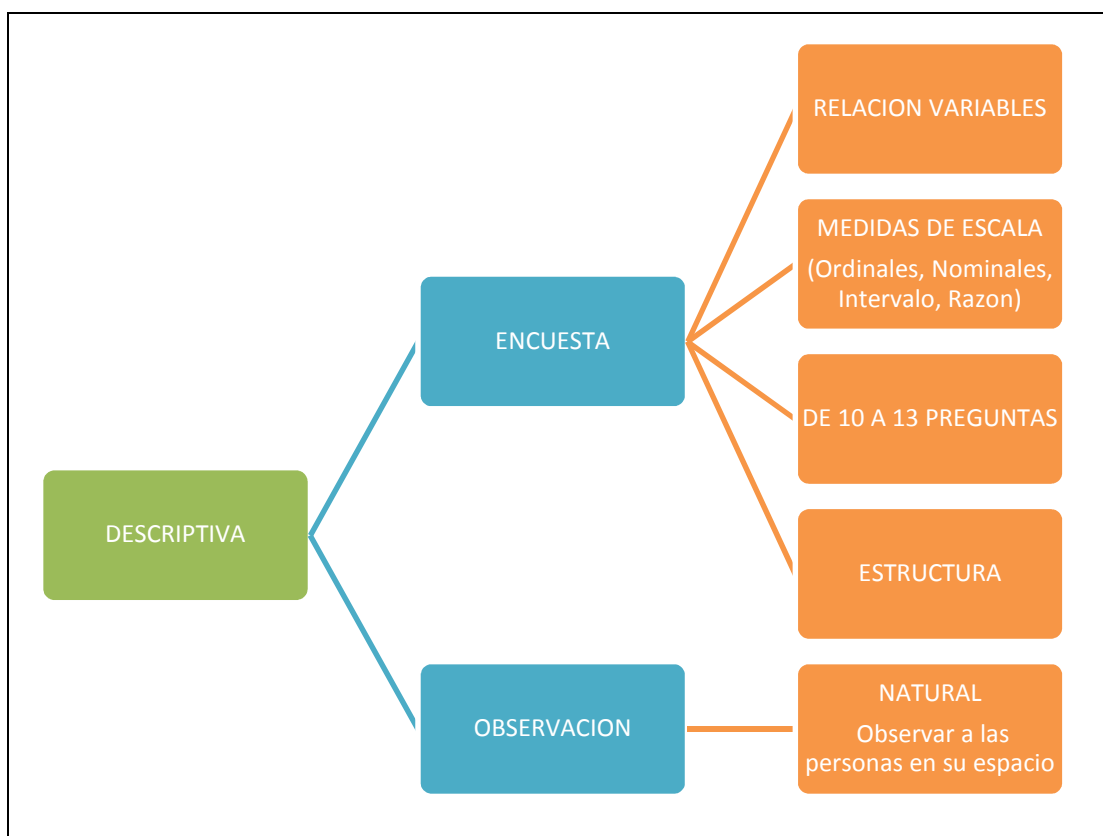 DESCRIPTIVA
ENCUESTA
RELACION VARIABLES
MEDIDAS DE ESCALA
(Ordinales, Nominales,
Intervalo, Razon)
DE 10 A 13 PREGUNTAS
ESTRUCTURA
OBSERVACION
NATURAL
Observar a las
personas en su espacio